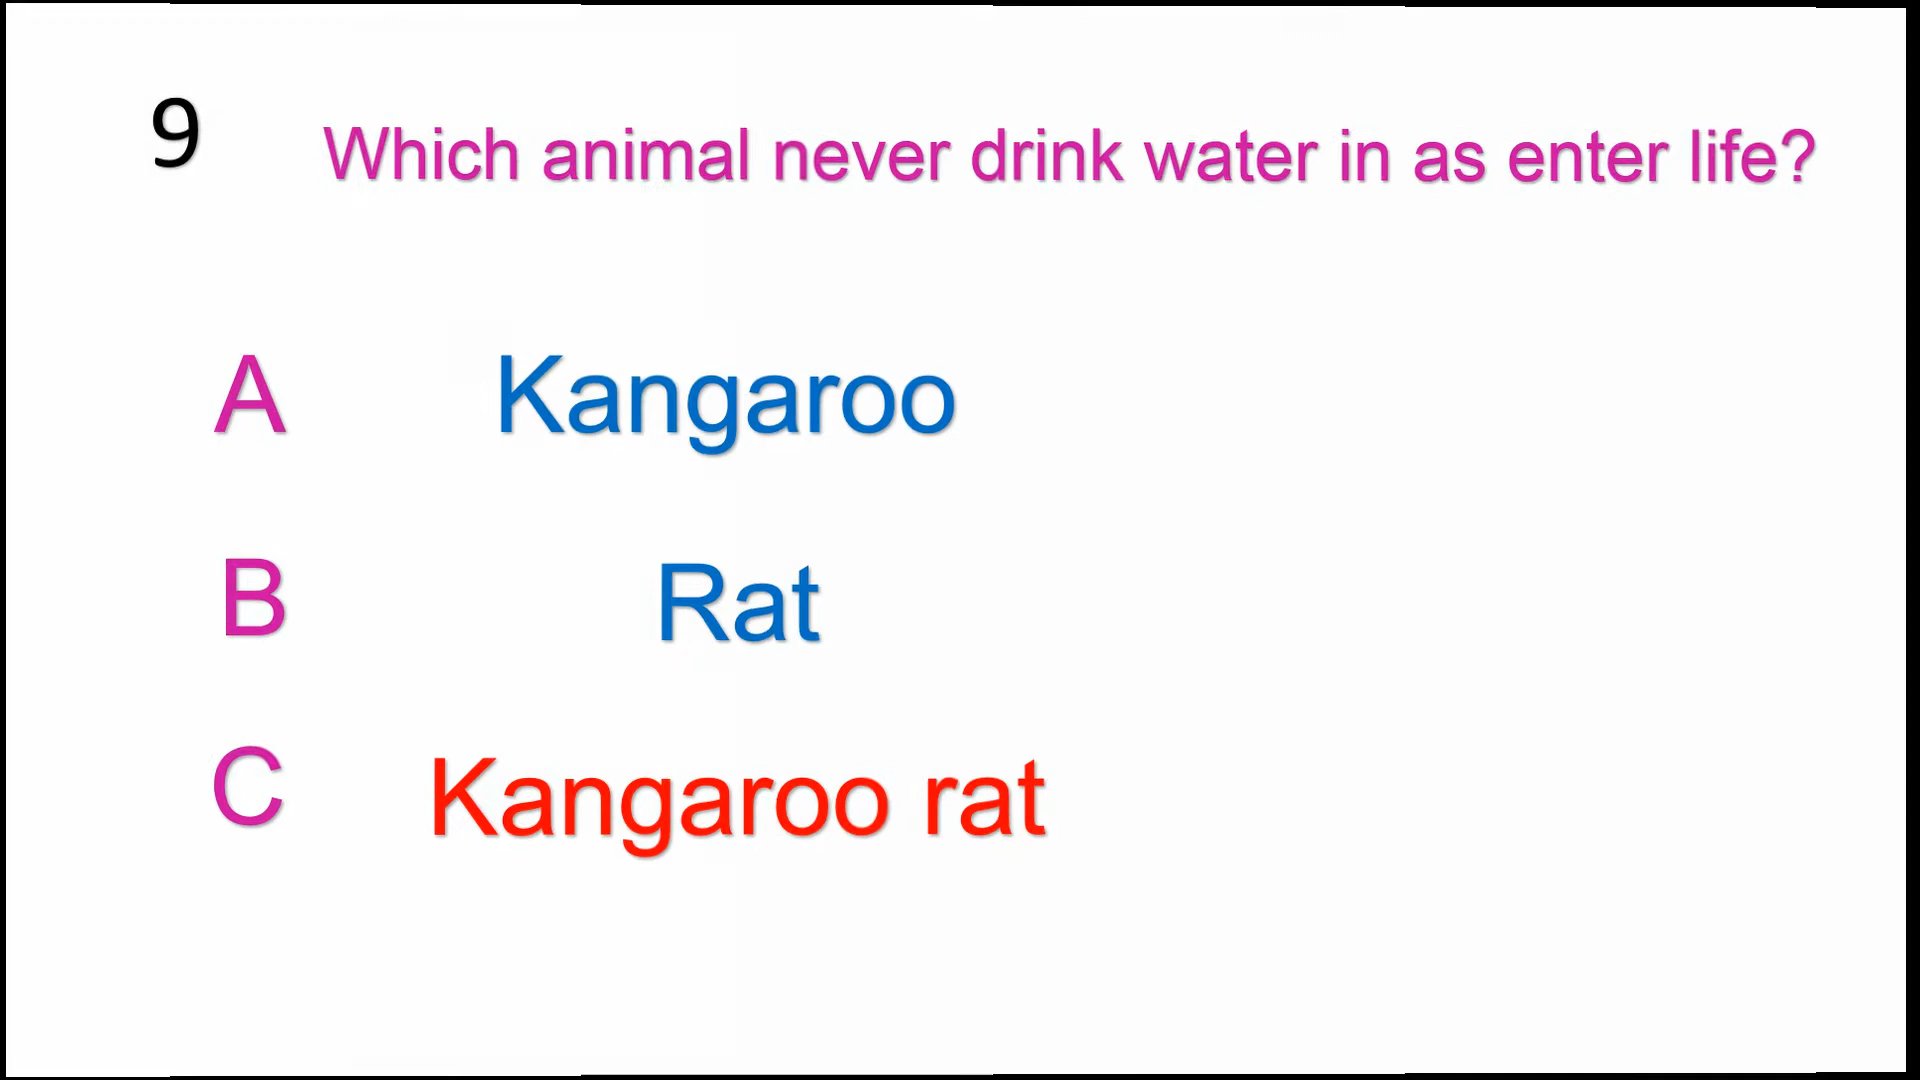 9 Which animal never drink water in as enter life?
A Kangaroo
B Rat
C Kangaroo rat